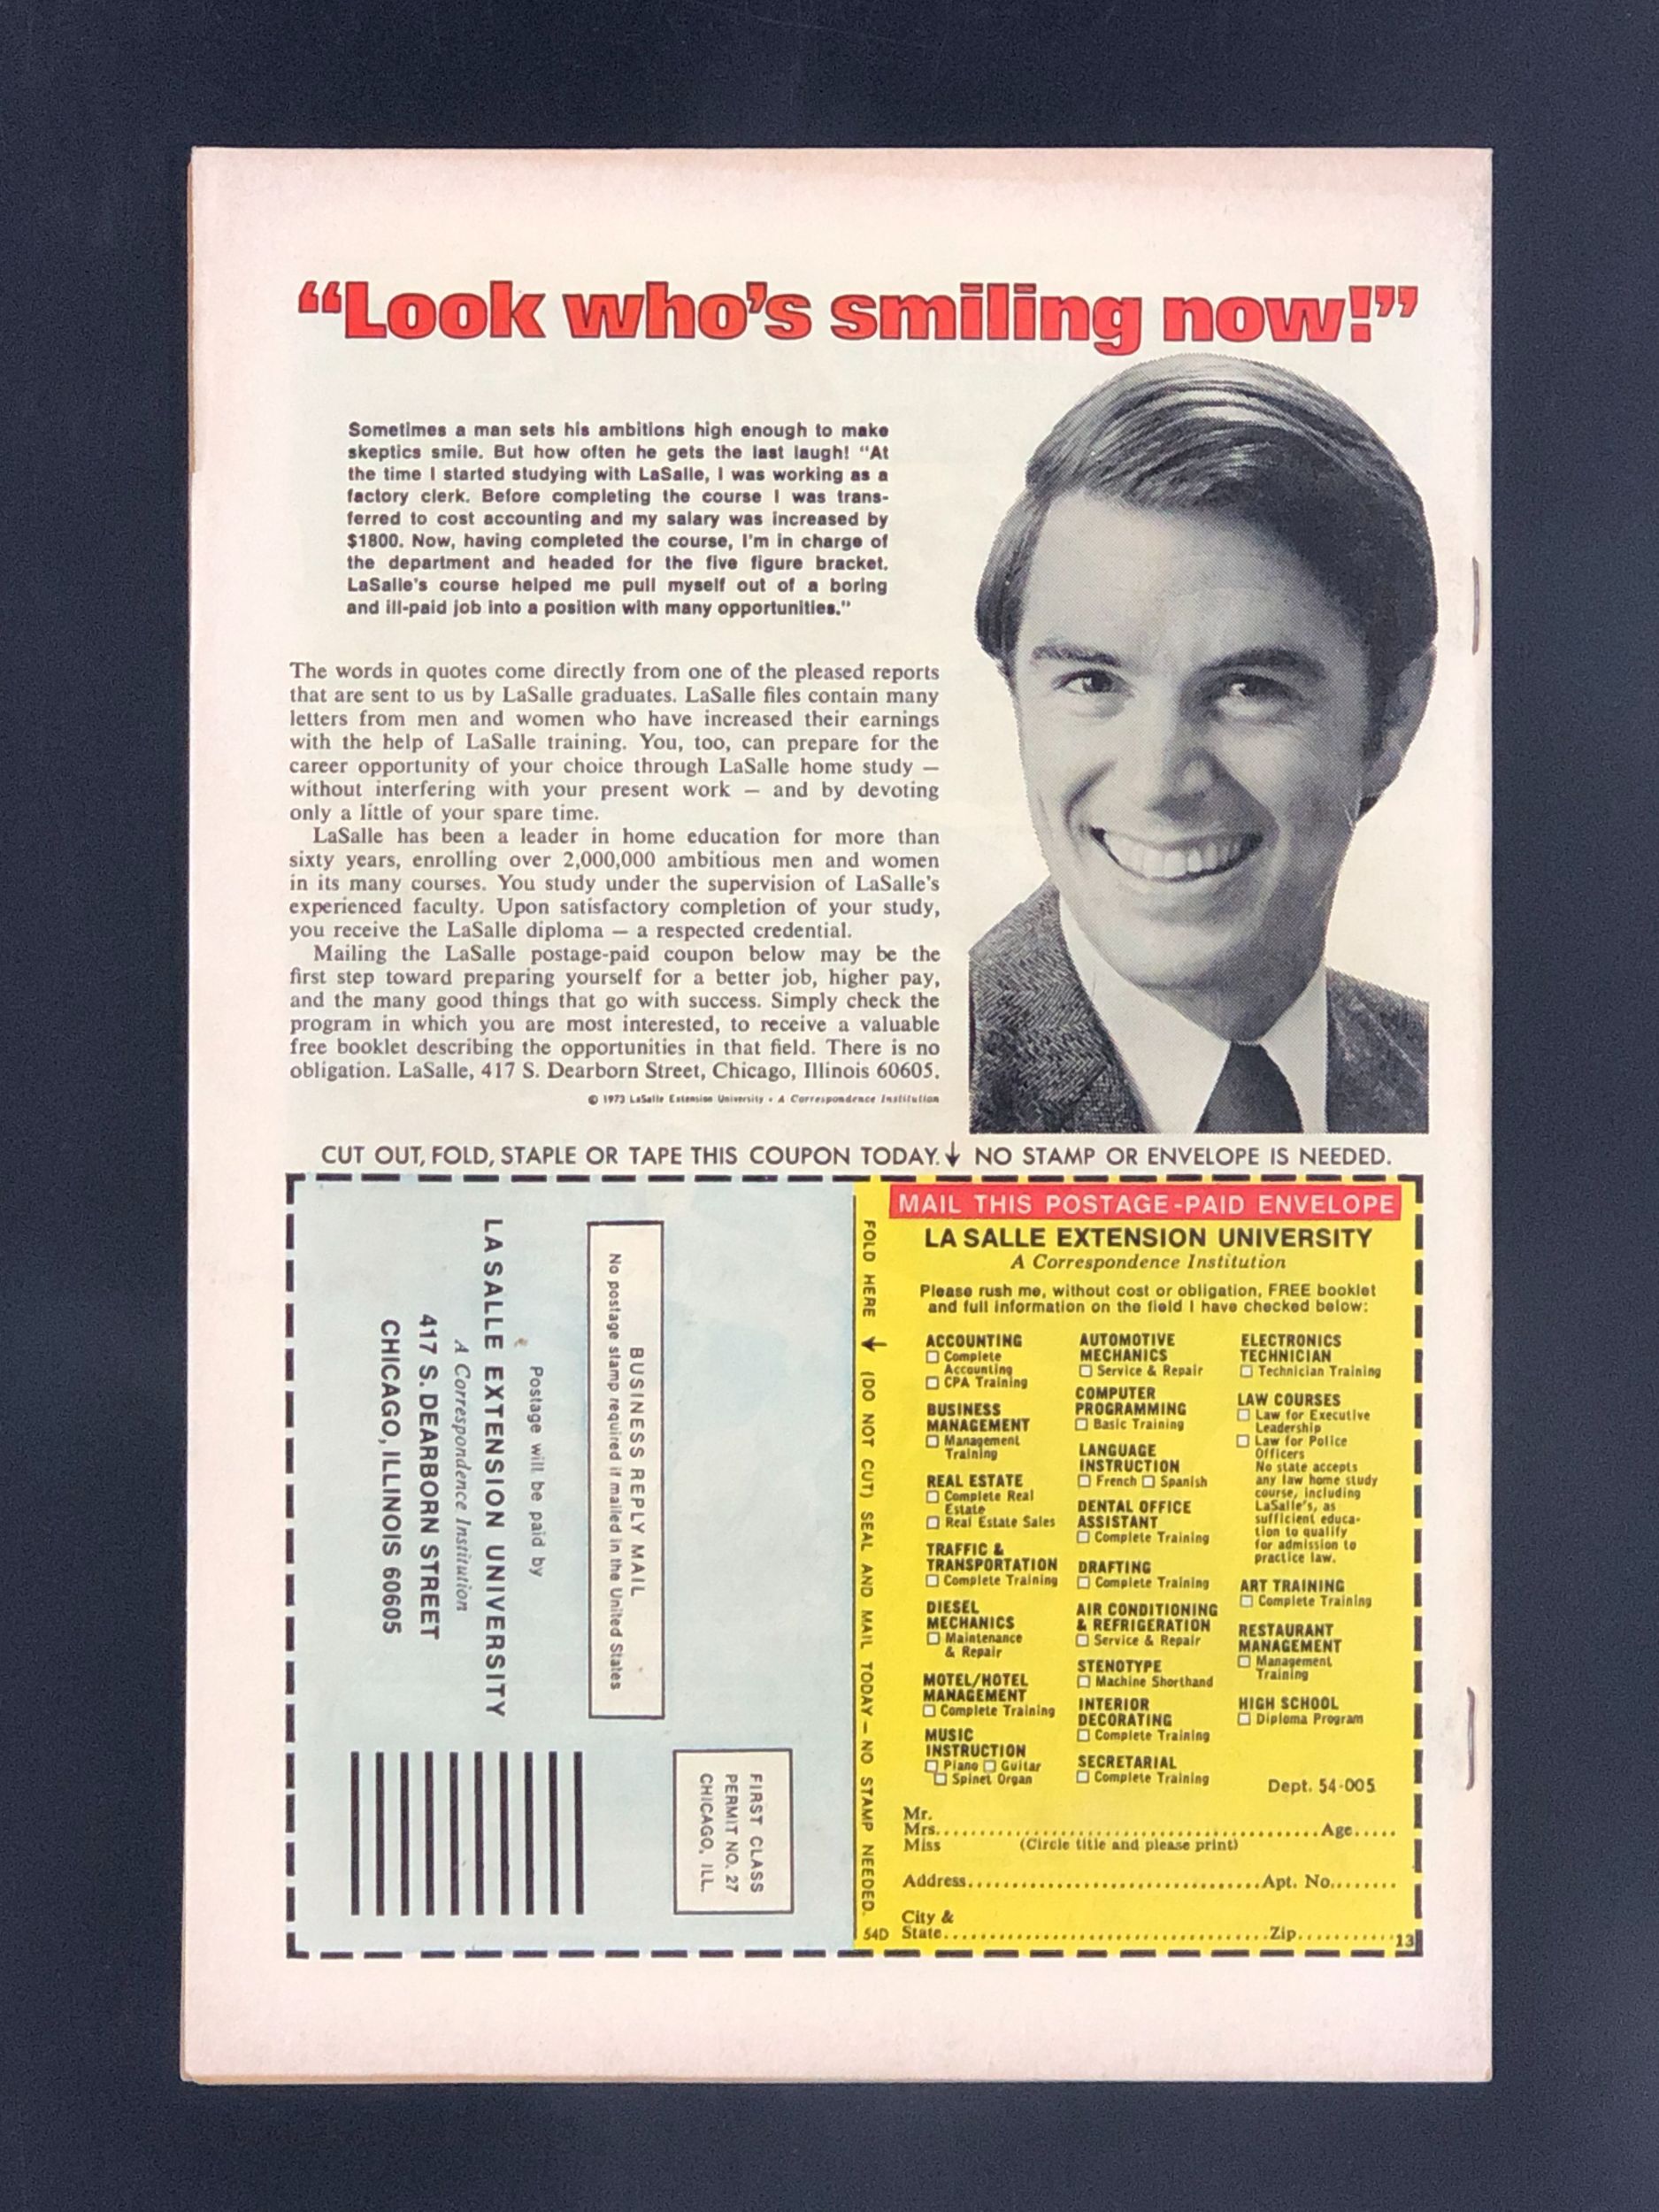 “Look who’s smiling now!”
Sometimes a man sets his ambitions high enough to make
skeptics smile. But how often he gets the last laugh! “At
the time I started studying with LaSalle, I was working as a
factory clerk. Before completing the course I was trans-
ferred to cost accounting and my salary was increased by
$1800. Now, having completed the course, I’m in charge of
the department and headed for the five figure bracket.
LaSalle’s course helped me pull myself out of a boring
and ill-paid job into a position with many opportunities.”
The words in quotes come directly from one of the pleased reports
that are sent to us by LaSalle graduates. LaSalle files contain many
letters from men and women who have increased their earnings
with the help of LaSalle training. You, too, can prepare for the
career opportunity of your choice through LaSalle home study —
without interfering with your present work — and by devoting
only a little of your spare time.
LaSalle has been a leader in home education for more than
sixty years, enrolling over 2,000,000 ambitious men and women
in its many courses. You study under the supervision of LaSalle’s
experienced faculty. Upon satisfactory completion of your study,
you receive the LaSalle diploma — a respected credential.
Mailing the LaSalle postage-paid coupon below may be the
first step toward preparing yourself for a better job, higher pay,
and the many good things that go with success. Simply check the
program in which you are most interested, to receive a valuable
free booklet describing the opportunities in that field. There is no
obligation. LaSalle, 417 S. Dearborn Street, Chicago, Illinois 60605.
© 1973 LaSalle Extension University • A Correspondence Institution
CUT OUT, FOLD, STAPLE OR TAPE THIS COUPON TODAY. ↓ NO STAMP OR ENVELOPE IS NEEDED.
FIRST CLASS
PERMIT NO. 27
CHICAGO, ILL.
BUSINESS REPLY MAIL
No postage stamp required if mailed in the United States
Postage will be paid by
LASALLE EXTENSION UNIVERSITY
A Correspondence Institution
417 S. DEARBORN STREET
CHICAGO, ILLINOIS 60605
FOLD HERE → (DO NOT CUT) SEAL AND MAIL TODAY — NO STAMP NEEDED.
54D
MAIL THIS POSTAGE-PAID ENVELOPE
LA SALLE EXTENSION UNIVERSITY
A Correspondence Institution
Please rush me, without cost or obligation, FREE booklet
and full information on the field I have checked below:
ACCOUNTING
☐ Complete
Accounting
☐ CPA Training
BUSINESS
MANAGEMENT
☐ Management
Training
REAL ESTATE
☐ Complete Real
Estate
☐ Real Estate Sales
TRAFFIC &
TRANSPORTATION
☐ Complete Training
DIESEL
MECHANICS
☐ Maintenance
& Repair
MOTEL/HOTEL
MANAGEMENT
☐ Complete Training
MUSIC
INSTRUCTION
☐ Piano ☐ Guitar
☐ Spinet Organ
AUTOMOTIVE
MECHANICS
☐ Service & Repair
COMPUTER
PROGRAMMING
☐ Basic Training
LANGUAGE
INSTRUCTION
☐ French ☐ Spanish
DENTAL OFFICE
ASSISTANT
☐ Complete Training
DRAFTING
☐ Complete Training
AIR CONDITIONING
& REFRIGERATION
☐ Service & Repair
STENOTYPE
☐ Machine Shorthand
INTERIOR
DECORATING
☐ Complete Training
SECRETARIAL
☐ Complete Training
ELECTRONICS
TECHNICIAN
☐ Technician Training
LAW COURSES
☐ Law for Executive
Leadership
☐ Law for Police
Officers
No state accepts
any law home study
course, including
LaSalle’s, as
sufficient educa-
tion to qualify
for admission to
practice law.
ART TRAINING
☐ Complete Training
RESTAURANT
MANAGEMENT
☐ Management
Training
HIGH SCHOOL
☐ Diploma Program
Dept. 54-005
Mr.
Mrs. Age
Miss (Circle title and please print)
Address Apt. No.
City &
State Zip 13